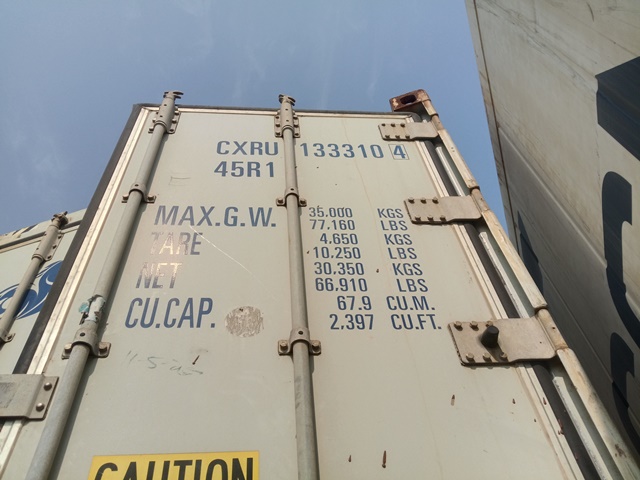 CXRU 133310 4
45R1
MAX.G.W. 35.000 KGS
77.160 LBS
TARE 4.650 KGS
10.250 LBS
NET 30.350 KGS
66.910 LBS
CU.CAP. 67.9 CU.M.
2.397 CU.FT.
CAUTION